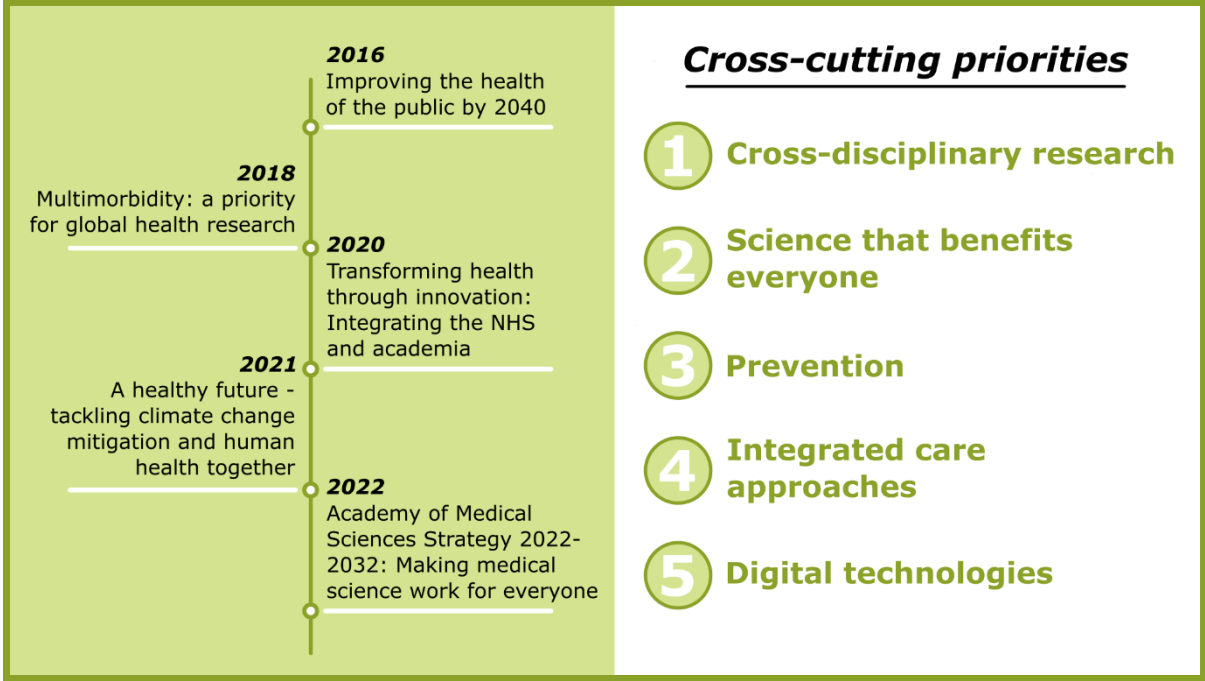 2016
Improving the health
of the public by 2040
2018
Multimorbidity: a priority
for global health research
2020
Transforming health
through innovation:
Integrating the NHS
and academia
2021
A healthy future -
tackling climate change
mitigation and human
health together
2022
Academy of Medical
Sciences Strategy 2022-
2032: Making medical
science work for everyone
Cross-cutting priorities
1 Cross-disciplinary research
2 Science that benefits
everyone
3 Prevention
4 Integrated care
approaches
5 Digital technologies